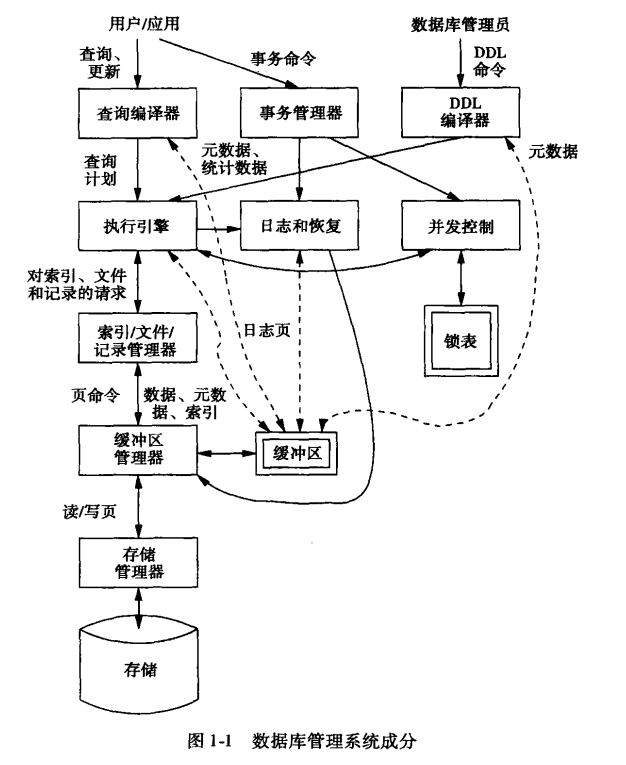 用户/应用
数据库管理员
查询、
更新
事务命令
DDL
命令
查询编译器
事务管理器
DDL
编译器
查询
计划
元数据、
统计数据
元数据
执行引擎
日志和恢复
并发控制
对索引、文件
和记录的请求
索引/文件/
记录管理器
日志页
锁表
页命令
数据、元数
据、索引
缓冲区
管理器
缓冲区
读/写页
存储
管理器
存储
图 1-1 数据库管理系统成分